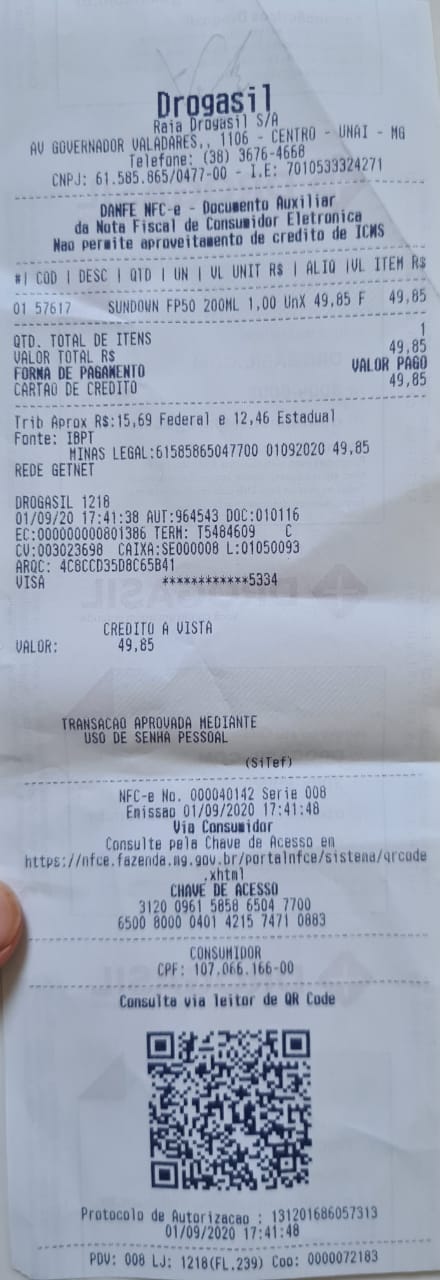 Drogasil
Raia Drogasil S/A
AV GOVERNADOR VALADARES,, 1106 - CENTRO - UNAI - MG
Telefone: (38) 3676-4668
CNPJ: 61.585.865/0477-00 - I.E: 7010533324271
DANFE NFC-e - Documento Auxiliar
da Nota Fiscal de Consumidor Eletronica
Nao permite aproveitamento de credito de ICMS
#| COD | DESC | QTD | UN | VL UNIT R$ | ALIQ |VL ITEM R$
01 57617 SUNDOWN FP50 200ML 1,00 UnX 49,85 F 49,85
QTD. TOTAL DE ITENS 1
VALOR TOTAL R$ 49,85
FORMA DE PAGAMENTO VALOR PAGO
CARTAO DE CREDITO 49,85
Trib Aprox R$:15,69 Federal e 12,46 Estadual
Fonte: IBPT
MINAS LEGAL:61585865047700 01092020 49,85
REDE GETNET
DROGASIL 1218
01/09/20 17:41:38 AUT:964543 DOC:010116
EC:000000000801386 TERM: T5484609 C
CV:003023698 CAIXA:SE000008 L:01050093
ARQC: 4C8CCD35D8C65B41
VISA ************5334
CREDITO A VISTA
VALOR: 49,85
TRANSACAO APROVADA MEDIANTE
USO DE SENHA PESSOAL
(SiTef)
NFC-e No. 000040142 Serie 008
Emissao 01/09/2020 17:41:48
Via Consumidor
Consulte pela Chave de Acesso em
https://nfce.fazenda.mg.gov.br/portalnfce/sistema/qrcode
.xhtml
CHAVE DE ACESSO
3120 0961 5858 6504 7700
6500 8000 0401 4215 7471 0883
CONSUMIDOR
CPF: 107.066.166-00
Consulta via leitor de QR Code
Protocolo de Autorizacao : 131201686057313
01/09/2020 17:41:48
PDV: 008 LJ: 1218(FL.239) Coo: 0000072183